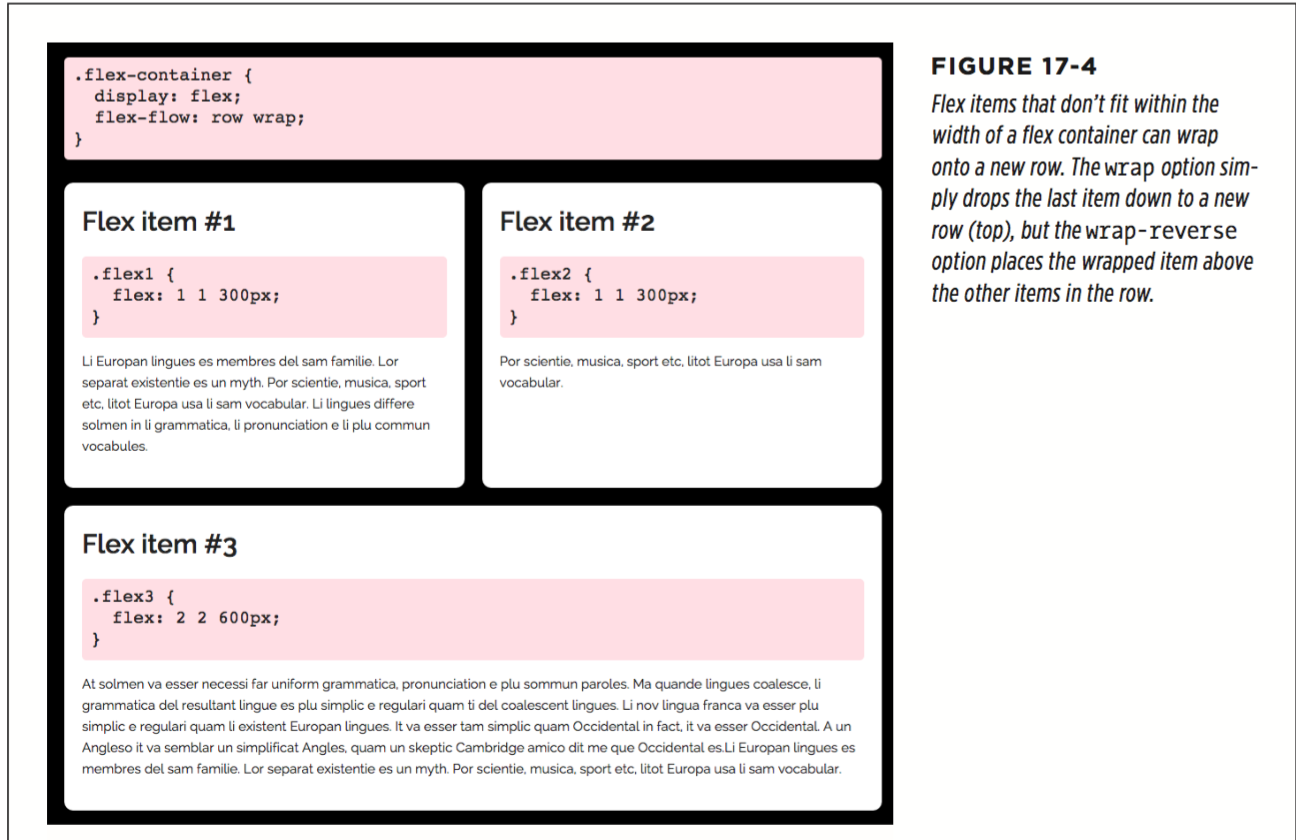 .flex-container {
display: flex;
flex-flow: row wrap;
}
Flex item #1
.flex1 {
flex: 1 1 300px;
}
Li Europan lingues es membres del sam familie. Lor
separat existentie es un myth. Por scientie, musica, sport
etc, litot Europa usa li sam vocabular. Li lingues differe
solmen in li grammatica, li pronunciation e li plu commun
vocabules.
Flex item #2
.flex2 {
flex: 1 1 300px;
}
Por scientie, musica, sport etc, litot Europa usa li sam
vocabular.
Flex item #3
.flex3 {
flex: 2 2 600px;
}
At solmen va esser necessi far uniform grammatica, pronunciation e plu sommun paroles. Ma quande lingues coalesce, li
grammatica del resultant lingue es plu simplic e regulari quam ti del coalescent lingues. Li nov lingua franca va esser plu
simplic e regulari quam li existent Europan lingues. It va esser tam simplic quam Occidental in fact, it va esser Occidental. A un
Angleso it va semblar un simplificat Angles, quam un skeptic Cambridge amico dit me que Occidental es.Li Europan lingues es
membres del sam familie. Lor separat existentie es un myth. Por scientie, musica, sport etc, litot Europa usa li sam vocabular.
FIGURE 17-4
Flex items that don’t fit within the
width of a flex container can wrap
onto a new row. The wrap option sim-
ply drops the last item down to a new
row (top), but the wrap-reverse
option places the wrapped item above
the other items in the row.